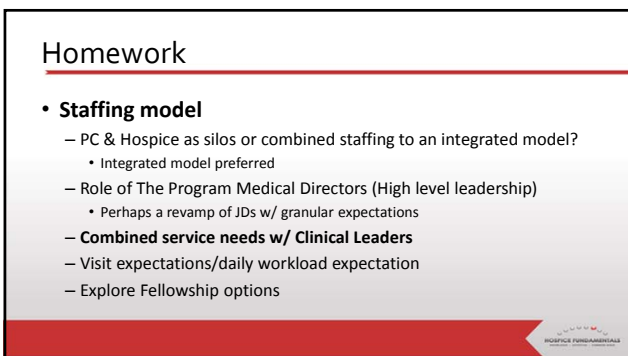 Homework
• Staffing model
– PC & Hospice as silos or combined staffing to an integrated model?
• Integrated model preferred
– Role of The Program Medical Directors (High level leadership)
• Perhaps a revamp of JDs w/ granular expectations
– Combined service needs w/ Clinical Leaders
– Visit expectations/daily workload expectation
– Explore Fellowship options
HOSPICE FUNDAMENTALS